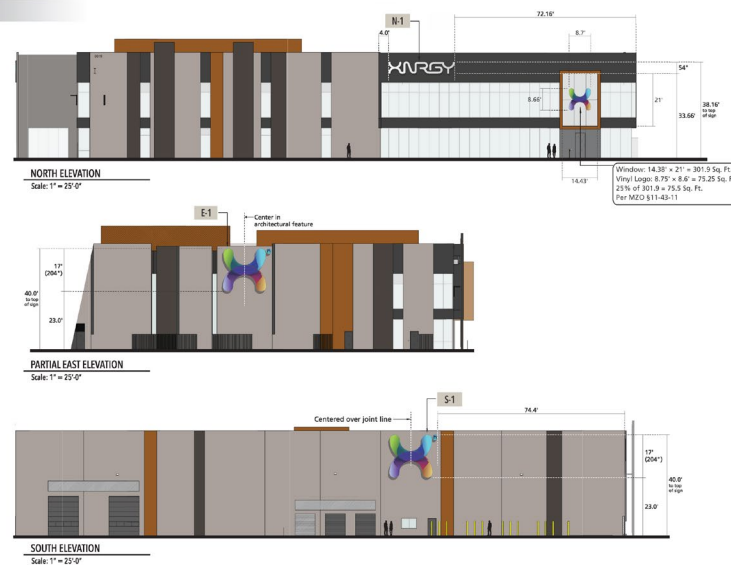 72.16'
N-1
4.0'
8.7'
XNRGY
54"
8.66'
21'
38.16'
to top
of sign
33.66'
14.43'
NORTH ELEVATION
Scale: 1" = 25'-0"
Window: 14.38' × 21' = 301.9 Sq. Ft.
Vinyl Logo: 8.75' × 8.6' = 75.25 Sq. F
25% of 301.9 = 75.5 Sq. Ft.
Per MZO §11-43-11
E-1
Center in
architectural feature
17'
(204")
40.0'
to top
of sign
23.0'
PARTIAL EAST ELEVATION
Scale: 1" = 25'-0"
S-1
Centered over joint line
74.4'
17'
(204")
40.0'
to top
of sign
23.0'
SOUTH ELEVATION
Scale: 1" = 25'-0"